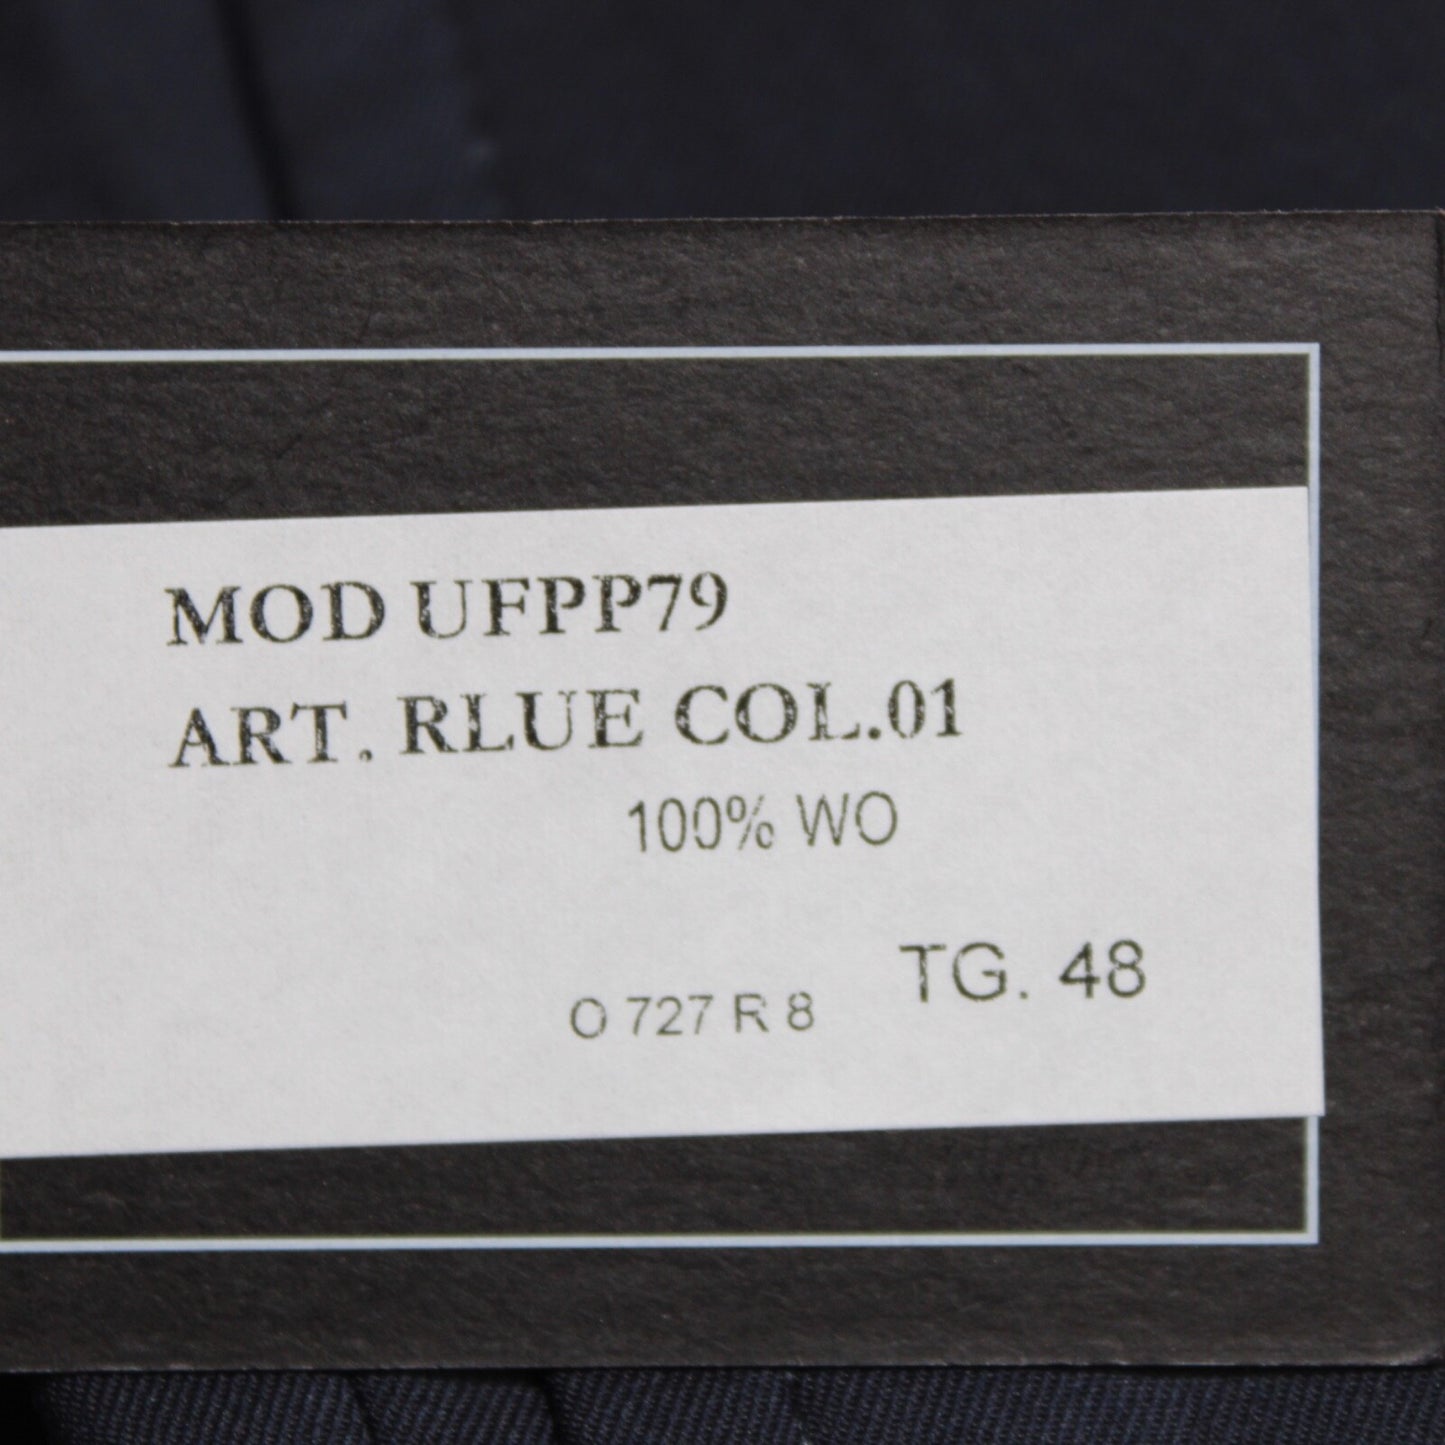 MOD UFPP79
ART. RLUE COL.01
100% WO
TG. 48
O 727 R 8